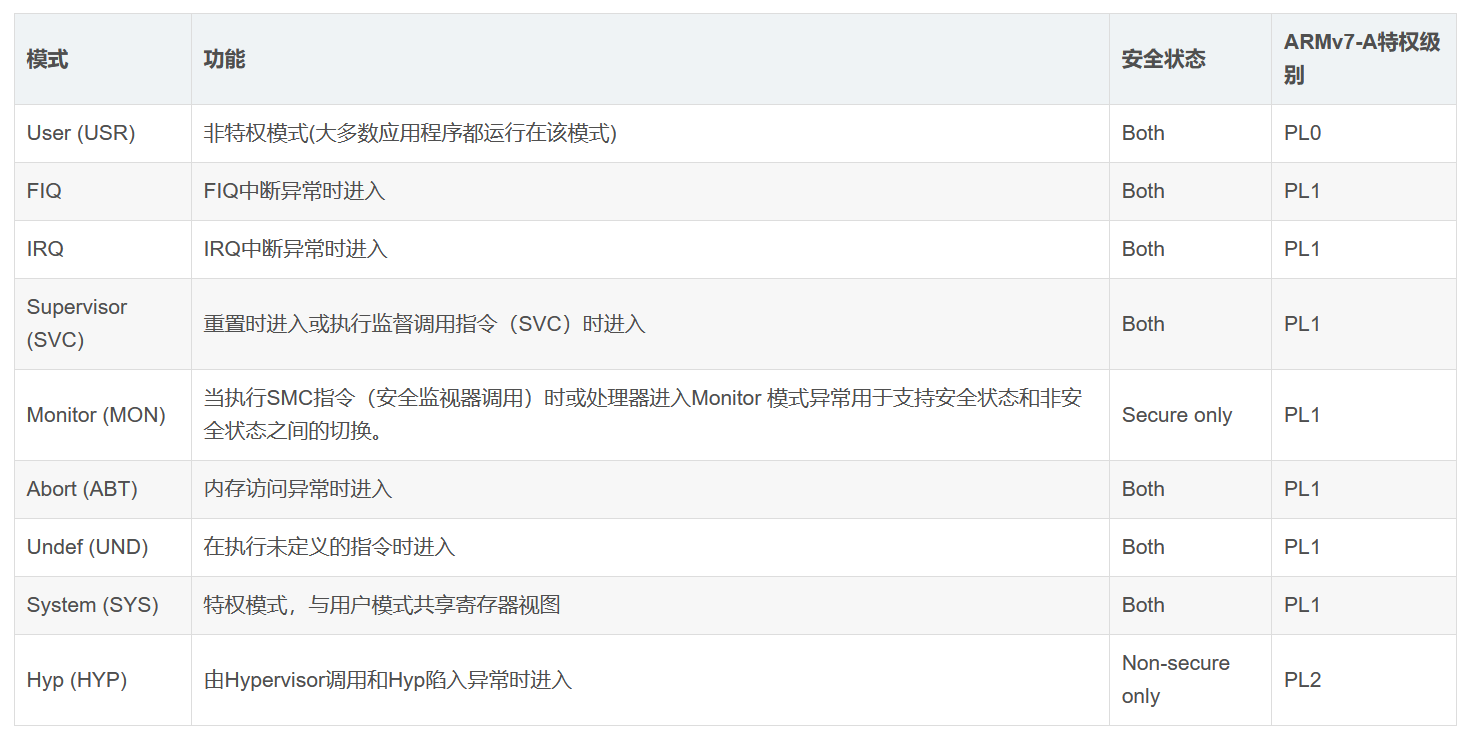 模式 功能 安全状态 ARMv7-A特权级
别
User (USR) 非特权模式(大多数应用程序都运行在该模式) Both PL0
FIQ FIQ中断异常时进入 Both PL1
IRQ IRQ中断异常时进入 Both PL1
Supervisor
(SVC) 重置时进入或执行监督调用指令（SVC）时进入 Both PL1
Monitor (MON) 当执行SMC指令（安全监视器调用）时或处理器进入Monitor 模式异常用于支持安全状态和非安
全状态之间的切换。 Secure only PL1
Abort (ABT) 内存访问异常时进入 Both PL1
Undef (UND) 在执行未定义的指令时进入 Both PL1
System (SYS) 特权模式，与用户模式共享寄存器视图 Both PL1
Hyp (HYP) 由Hypervisor调用和Hyp陷入异常时进入 Non-secure
only PL2